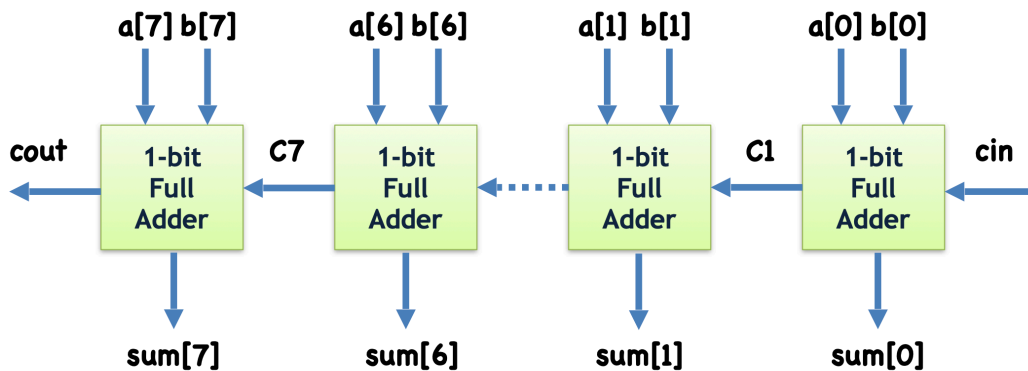 a[7] b[7] a[6] b[6] a[1] b[1] a[0] b[0]
cout C7 C1 cin
1-bit 1-bit 1-bit 1-bit
Full Full Full Full
Adder Adder Adder Adder
sum[7] sum[6] sum[1] sum[0]